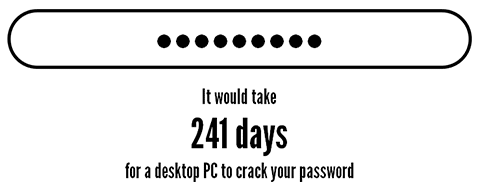 ●●●●●●●●●
It would take
241 days
for a desktop PC to crack your password